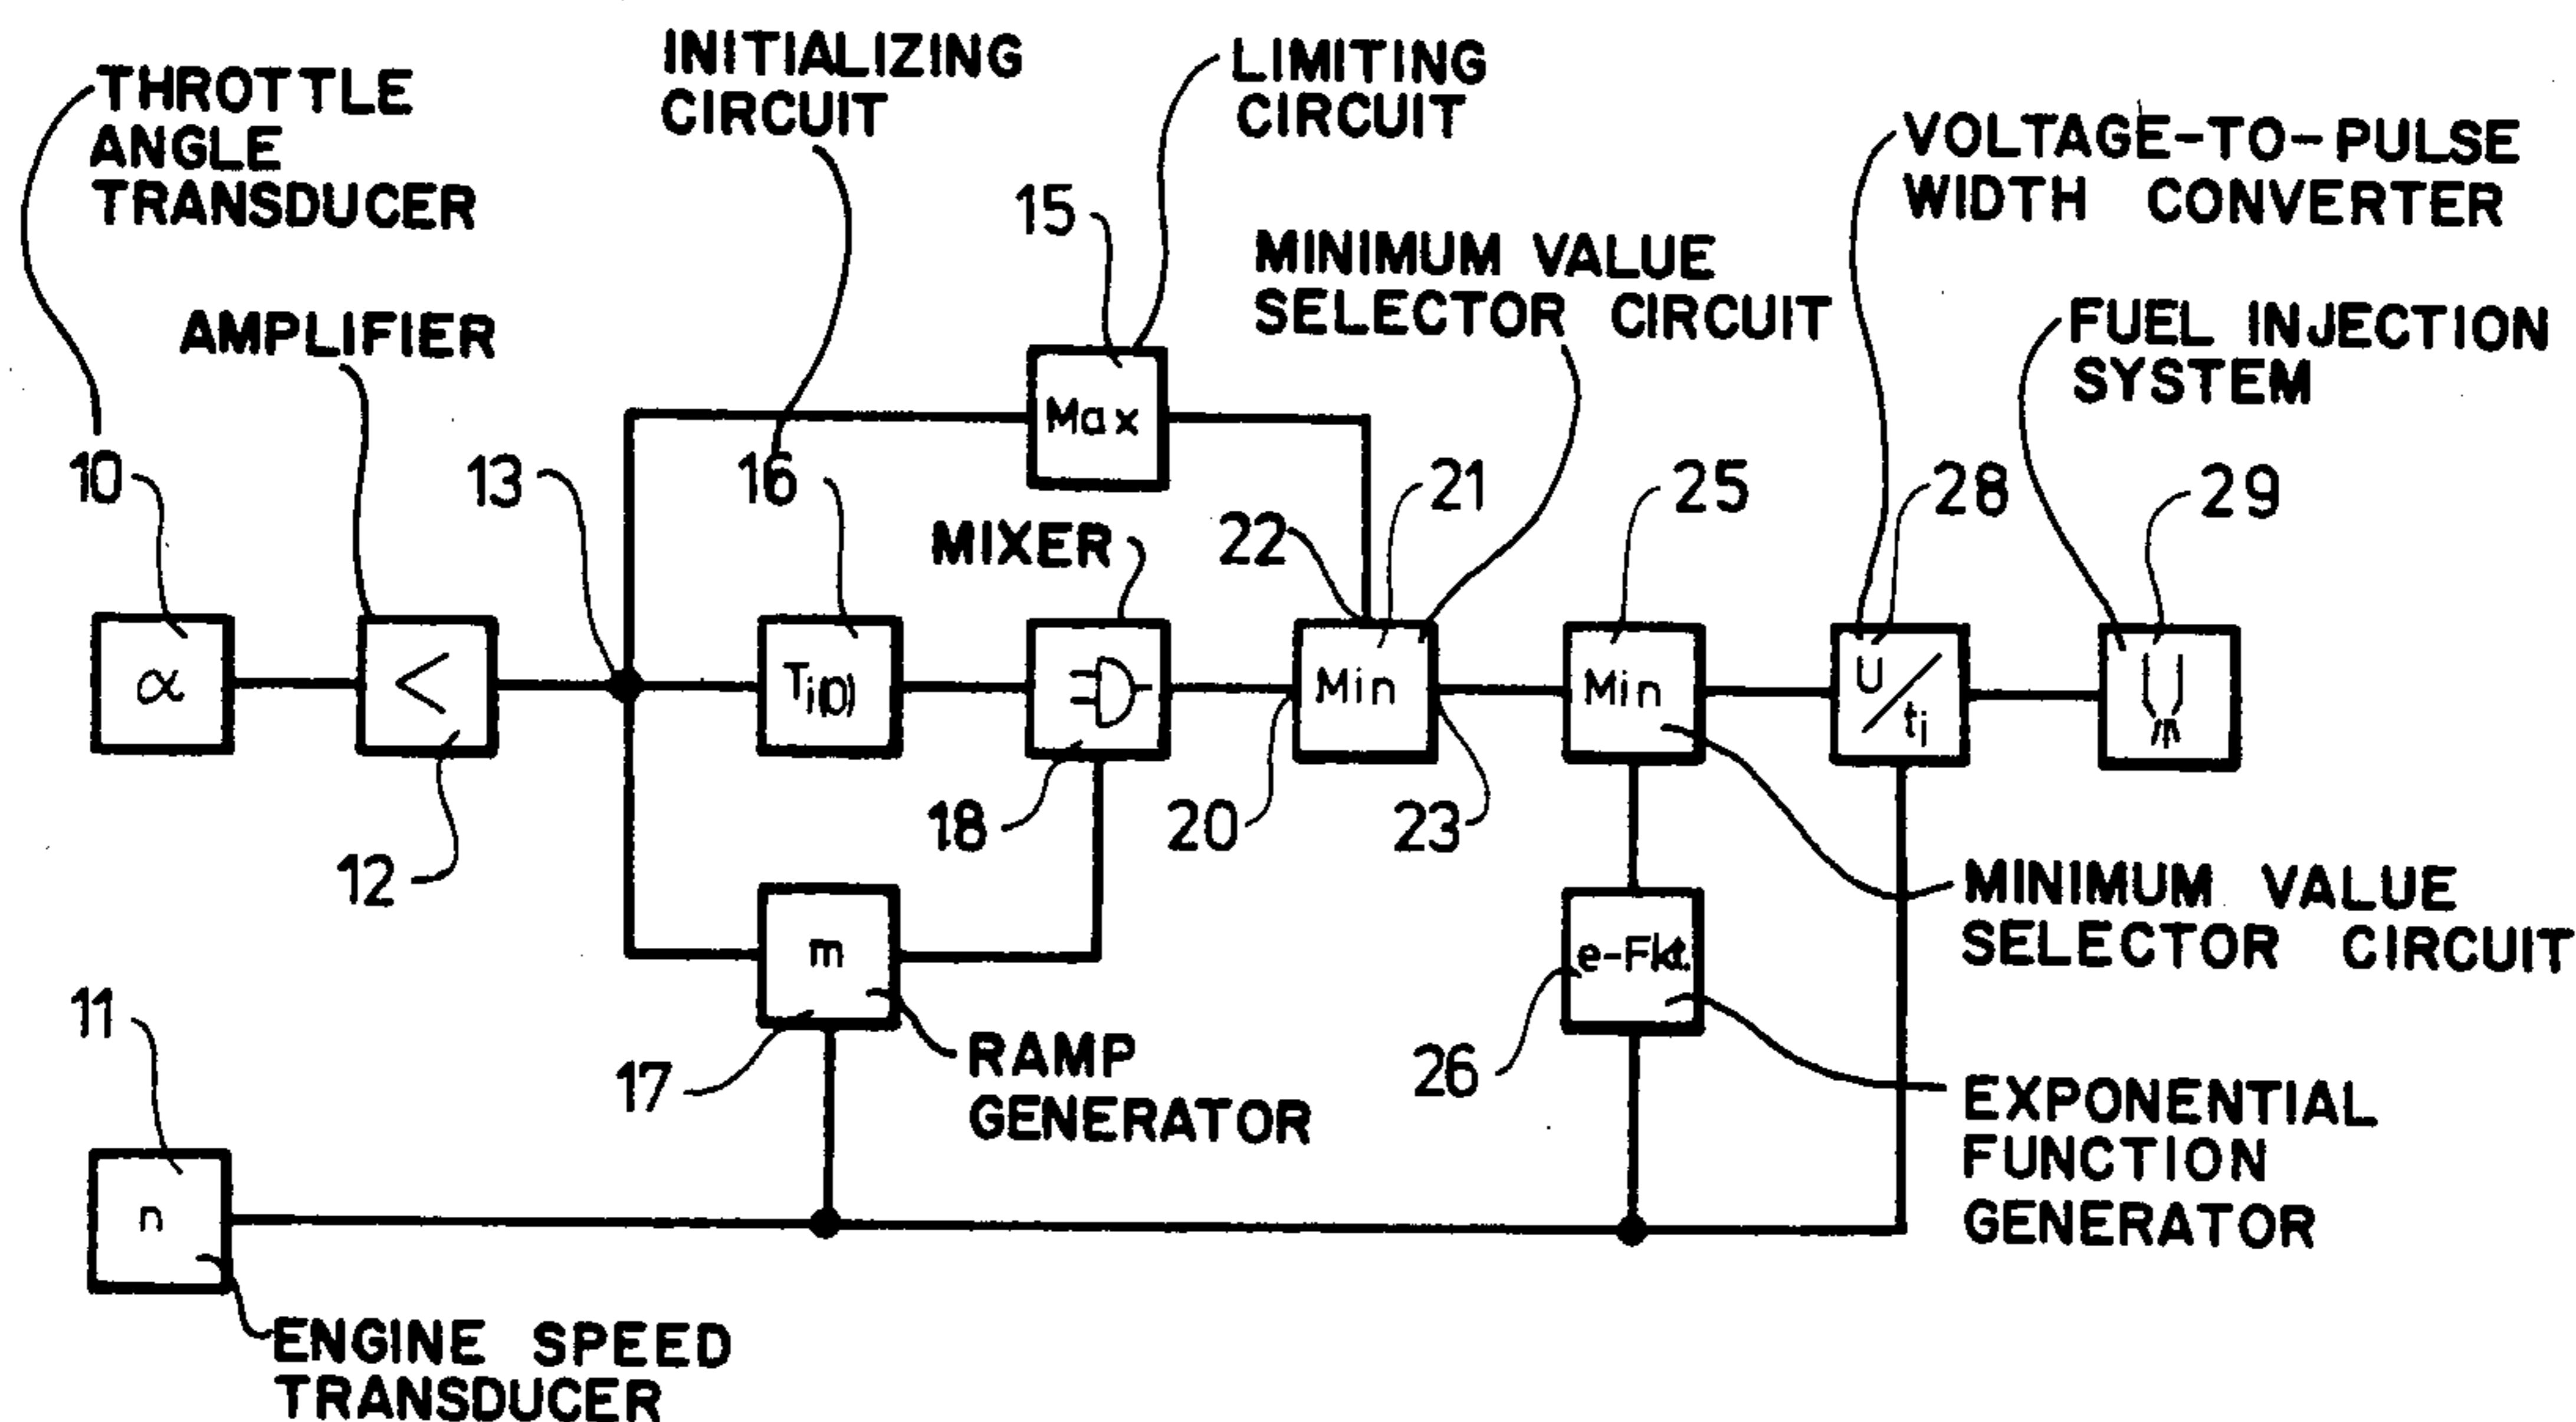 INITIALIZING
CIRCUIT
LIMITING
CIRCUIT
THROTTLE
ANGLE
TRANSDUCER
VOLTAGE-TO-PULSE
WIDTH CONVERTER
15
MINIMUM VALUE
SELECTOR CIRCUIT
AMPLIFIER
FUEL INJECTION
SYSTEM
Max
10
13
16
21
25
28
29
MIXER
22
α
<
Ti(0)
Min
Min
U/ti
12
18
20
23
MINIMUM VALUE
SELECTOR CIRCUIT
m
e-Fkt.
11
17
RAMP
GENERATOR
26
EXPONENTIAL
FUNCTION
GENERATOR
n
ENGINE SPEED
TRANSDUCER